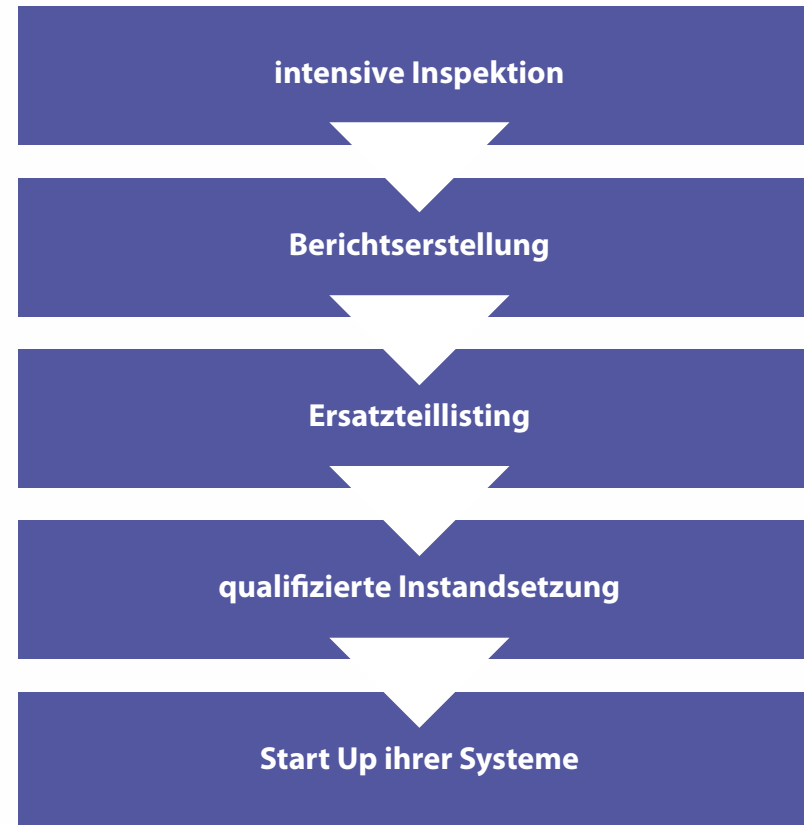 intensive Inspektion
Berichtserstellung
Ersatzteillisting
qualifizierte Instandsetzung
Start Up ihrer Systeme